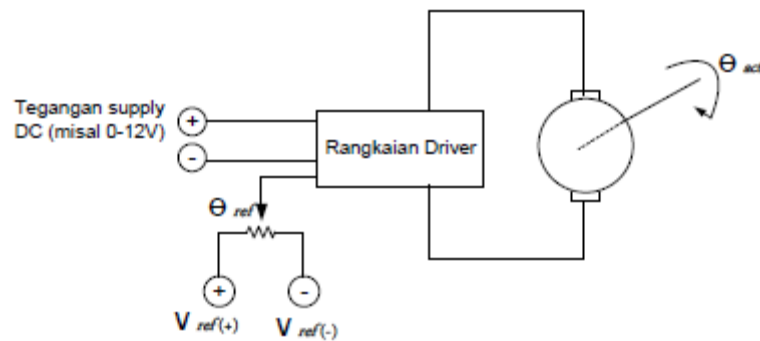 Tegangan supply
DC (misal 0-12V)
+
-
Rangkaian Driver
ϴ act
ϴ ref
+
-
V ref(+)
V ref(-)